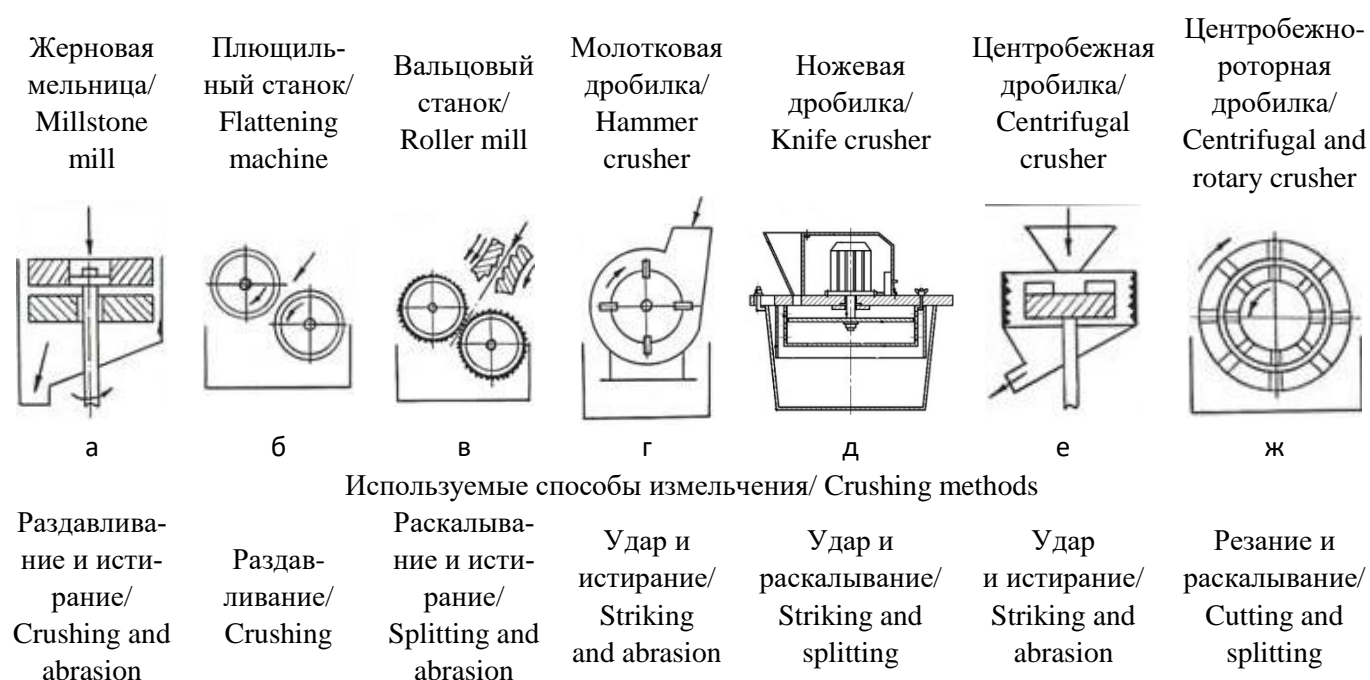 Жерновая
мельница/
Millstone
mill
Плющиль-
ный станок/
Flattening
machine
Вальцовый
станок/
Roller mill
Молотковая
дробилка/
Hammer
crusher
Ножевая
дробилка/
Knife crusher
Центробежная
дробилка/
Centrifugal
crusher
Центробежно-
роторная
дробилка/
Centrifugal and
rotary crusher
а
б
в
г
д
е
ж
Используемые способы измельчения/ Crushing methods
Раздавлива-
ние и исти-
рание/
Crushing and
abrasion
Раздав-
ливание/
Crushing
Раскалыва-
ние и исти-
рание/
Splitting and
abrasion
Удар и
истирание/
Striking
and abrasion
Удар и
раскалывание/
Striking and
splitting
Удар
и истирание/
Striking and
abrasion
Резание и
раскалывание/
Cutting and
splitting